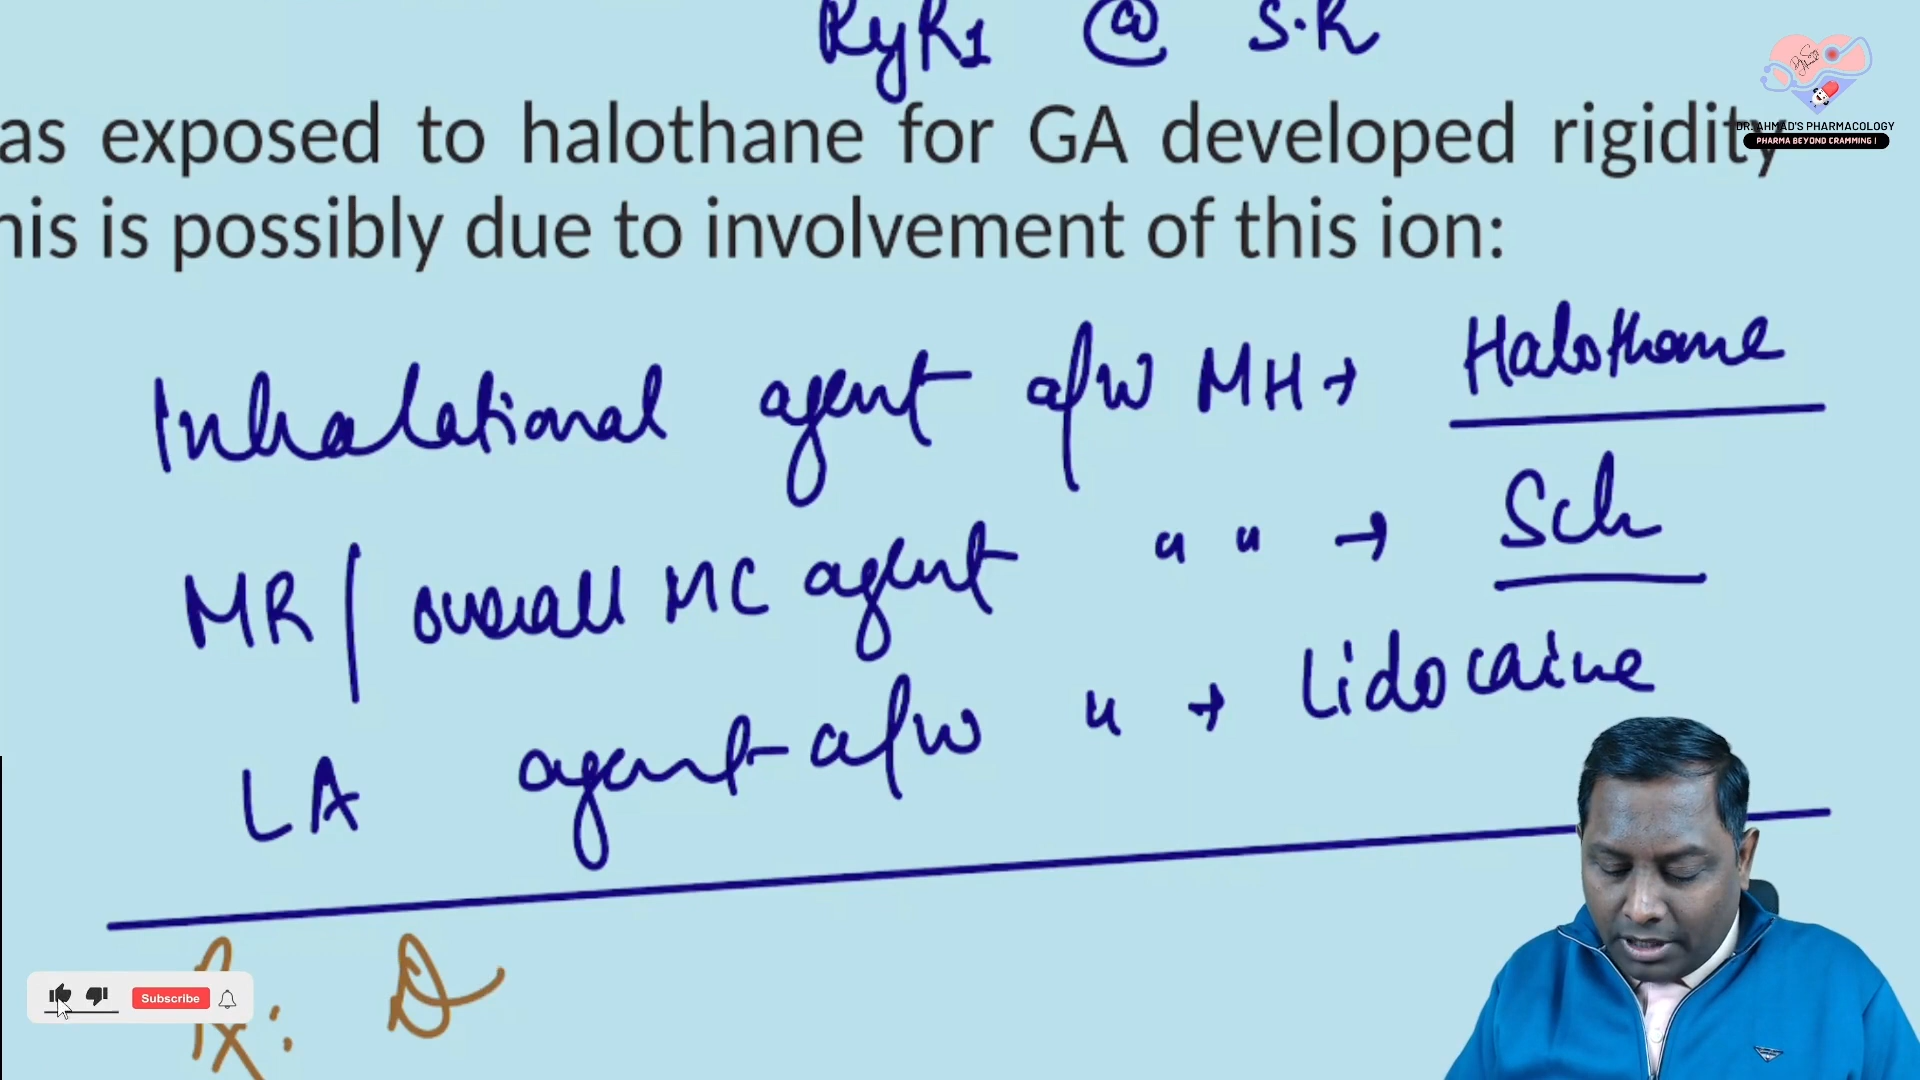 RyR1 @ S.R
as exposed to halothane for GA developed rigidity
his is possibly due to involvement of this ion:
Inhalational agent a/w MH → Halothane
MR / overall MC agent " " → Sch
LA agent a/w " → Lidocaine
Rx: D
DR. AHMAD'S PHARMACOLOGY
PHARMA BEYOND CRAMMING !
Subscribe